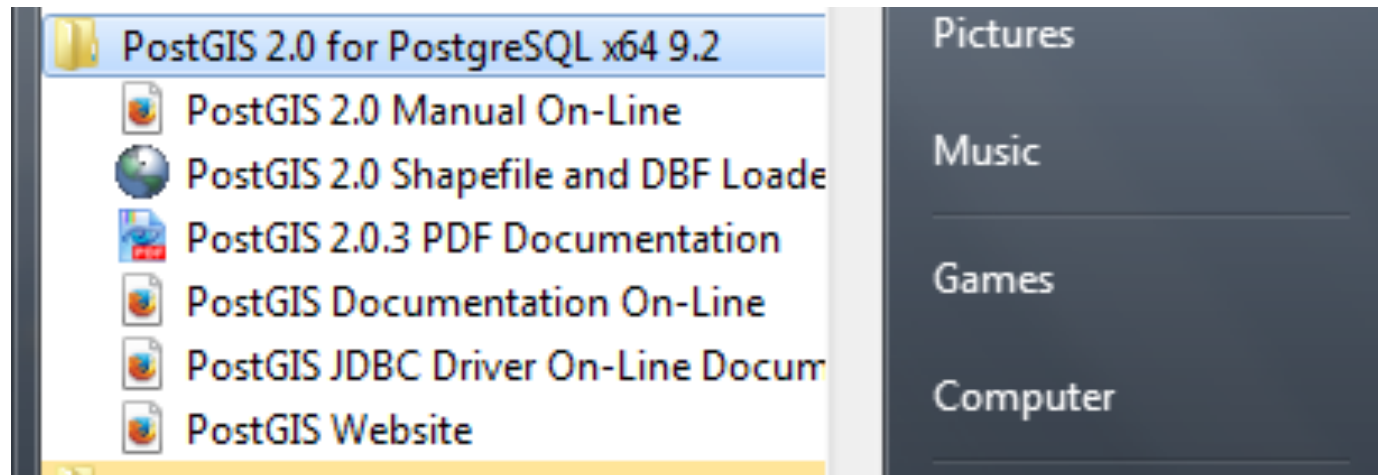 PostGIS 2.0 for PostgreSQL x64 9.2
PostGIS 2.0 Manual On-Line
PostGIS 2.0 Shapefile and DBF Loade
PostGIS 2.0.3 PDF Documentation
PostGIS Documentation On-Line
PostGIS JDBC Driver On-Line Docum
PostGIS Website
Pictures
Music
Games
Computer